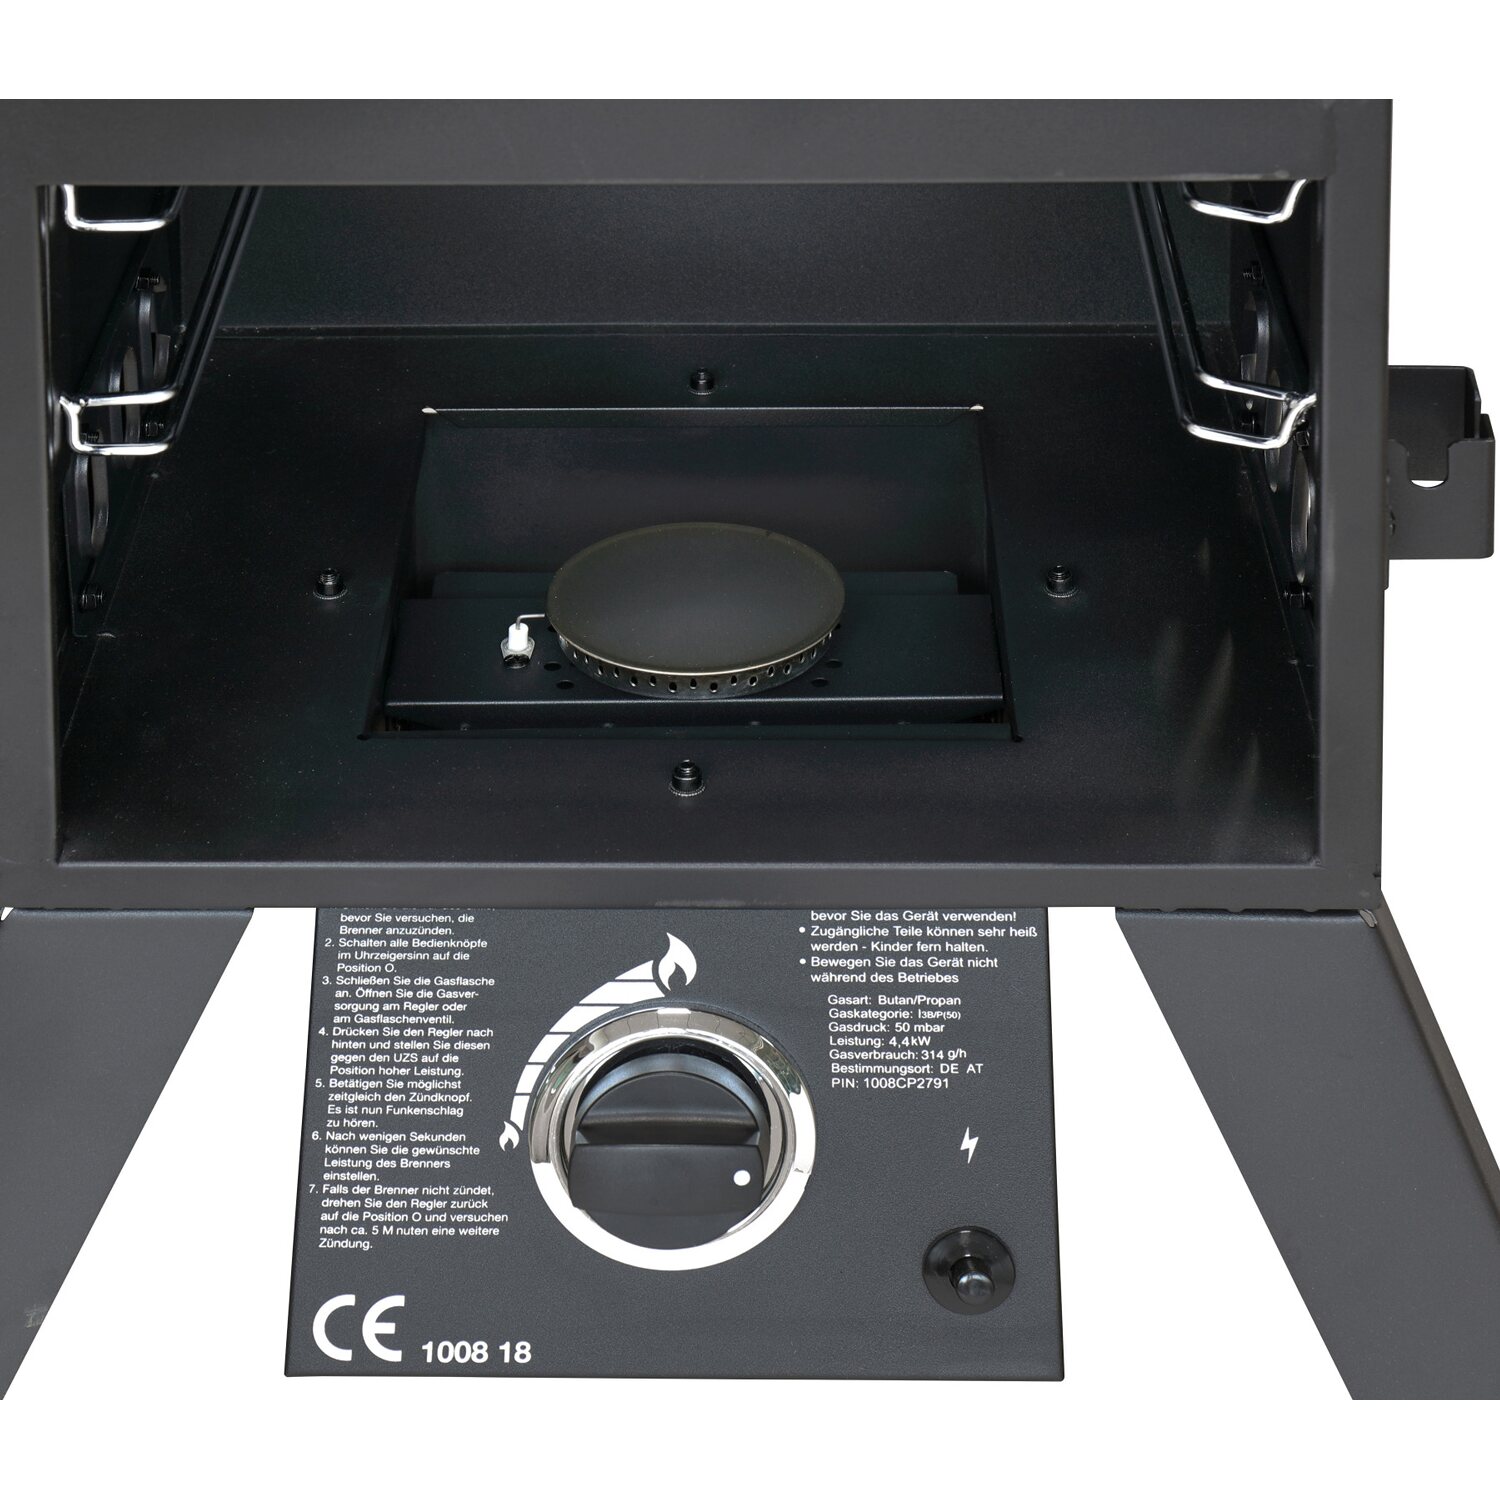 bevor Sie versuchen, die
Brenner anzuzünden.
2. Schalten alle Bedienknöpfe
im Uhrzeigersinn auf die
Position O.
3. Schließen Sie die Gasflasche
an. Öffnen Sie die Gasver-
sorgung am Regler oder
am Gasflaschenventil.
4. Drücken Sie den Regler nach
hinten und stellen Sie diesen
gegen den UZS auf die
Position hoher Leistung.
5. Betätigen Sie möglichst
zeitgleich den Zündknopf.
Es ist nun Funkenschlag
zu hören.
6. Nach wenigen Sekunden
können Sie die gewünschte
Leistung des Brenners
einstellen.
7. Falls der Brenner nicht zündet,
drehen Sie den Regler zurück
auf die Position O und versuchen
nach ca. 5 M nuten eine weitere
Zündung.
CE 1008 18
bevor Sie das Gerät verwenden!
• Zugängliche Teile können sehr heiß
werden - Kinder fern halten.
• Bewegen Sie das Gerät nicht
während des Betriebes
Gasart: Butan/Propan
Gaskategorie: I3B/P(50)
Gasdruck: 50 mbar
Leistung: 4,4kW
Gasverbrauch: 314 g/h
Bestimmungsort: DE AT
PIN: 1008CP2791